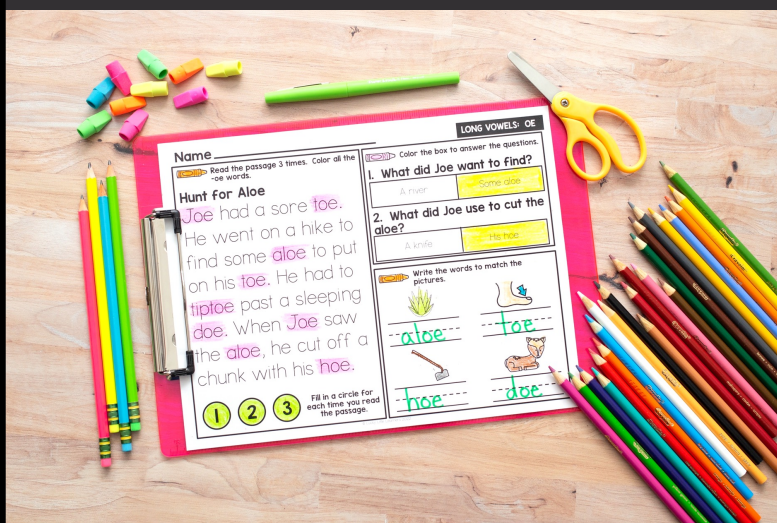 LONG VOWELS: OE
Name
Read the passage 3 times. Color all the
-oe words.
Hunt for Aloe
Joe had a sore toe.
He went on a hike to
find some aloe to put
on his toe. He had to
tiptoe past a sleeping
doe. When Joe saw
the aloe, he cut off a
chunk with his hoe.
1 2 3
Fill in a circle for
each time you read
the passage.
Color the box to answer the questions.
1. What did Joe want to find?
A river Some aloe
2. What did Joe use to cut the
aloe?
A knife His hoe
Write the words to match the
pictures.
aloe toe
hoe doe